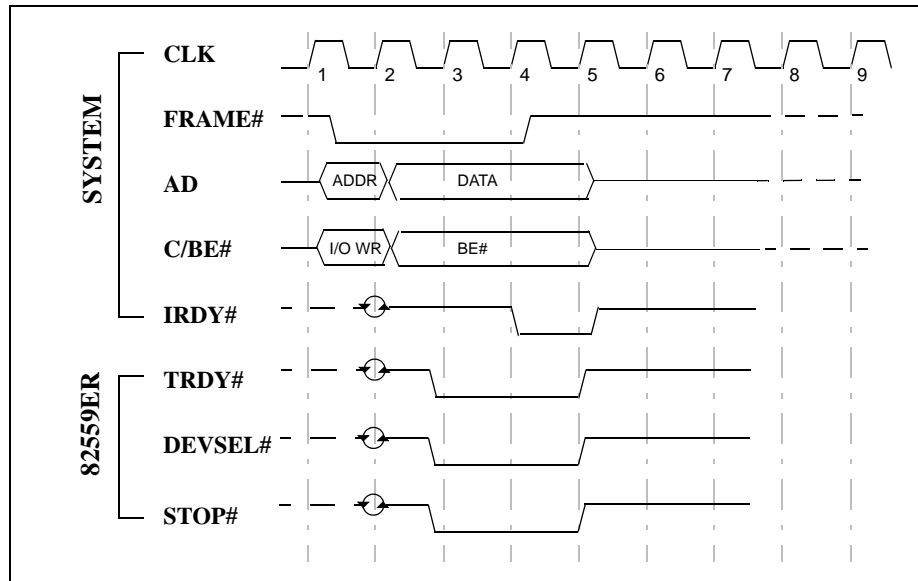 CLK
1 2 3 4 5 6 7 8 9
SYSTEM
FRAME#
AD
ADDR DATA
C/BE#
I/O WR BE#
IRDY#
82559ER
TRDY#
DEVSEL#
STOP#